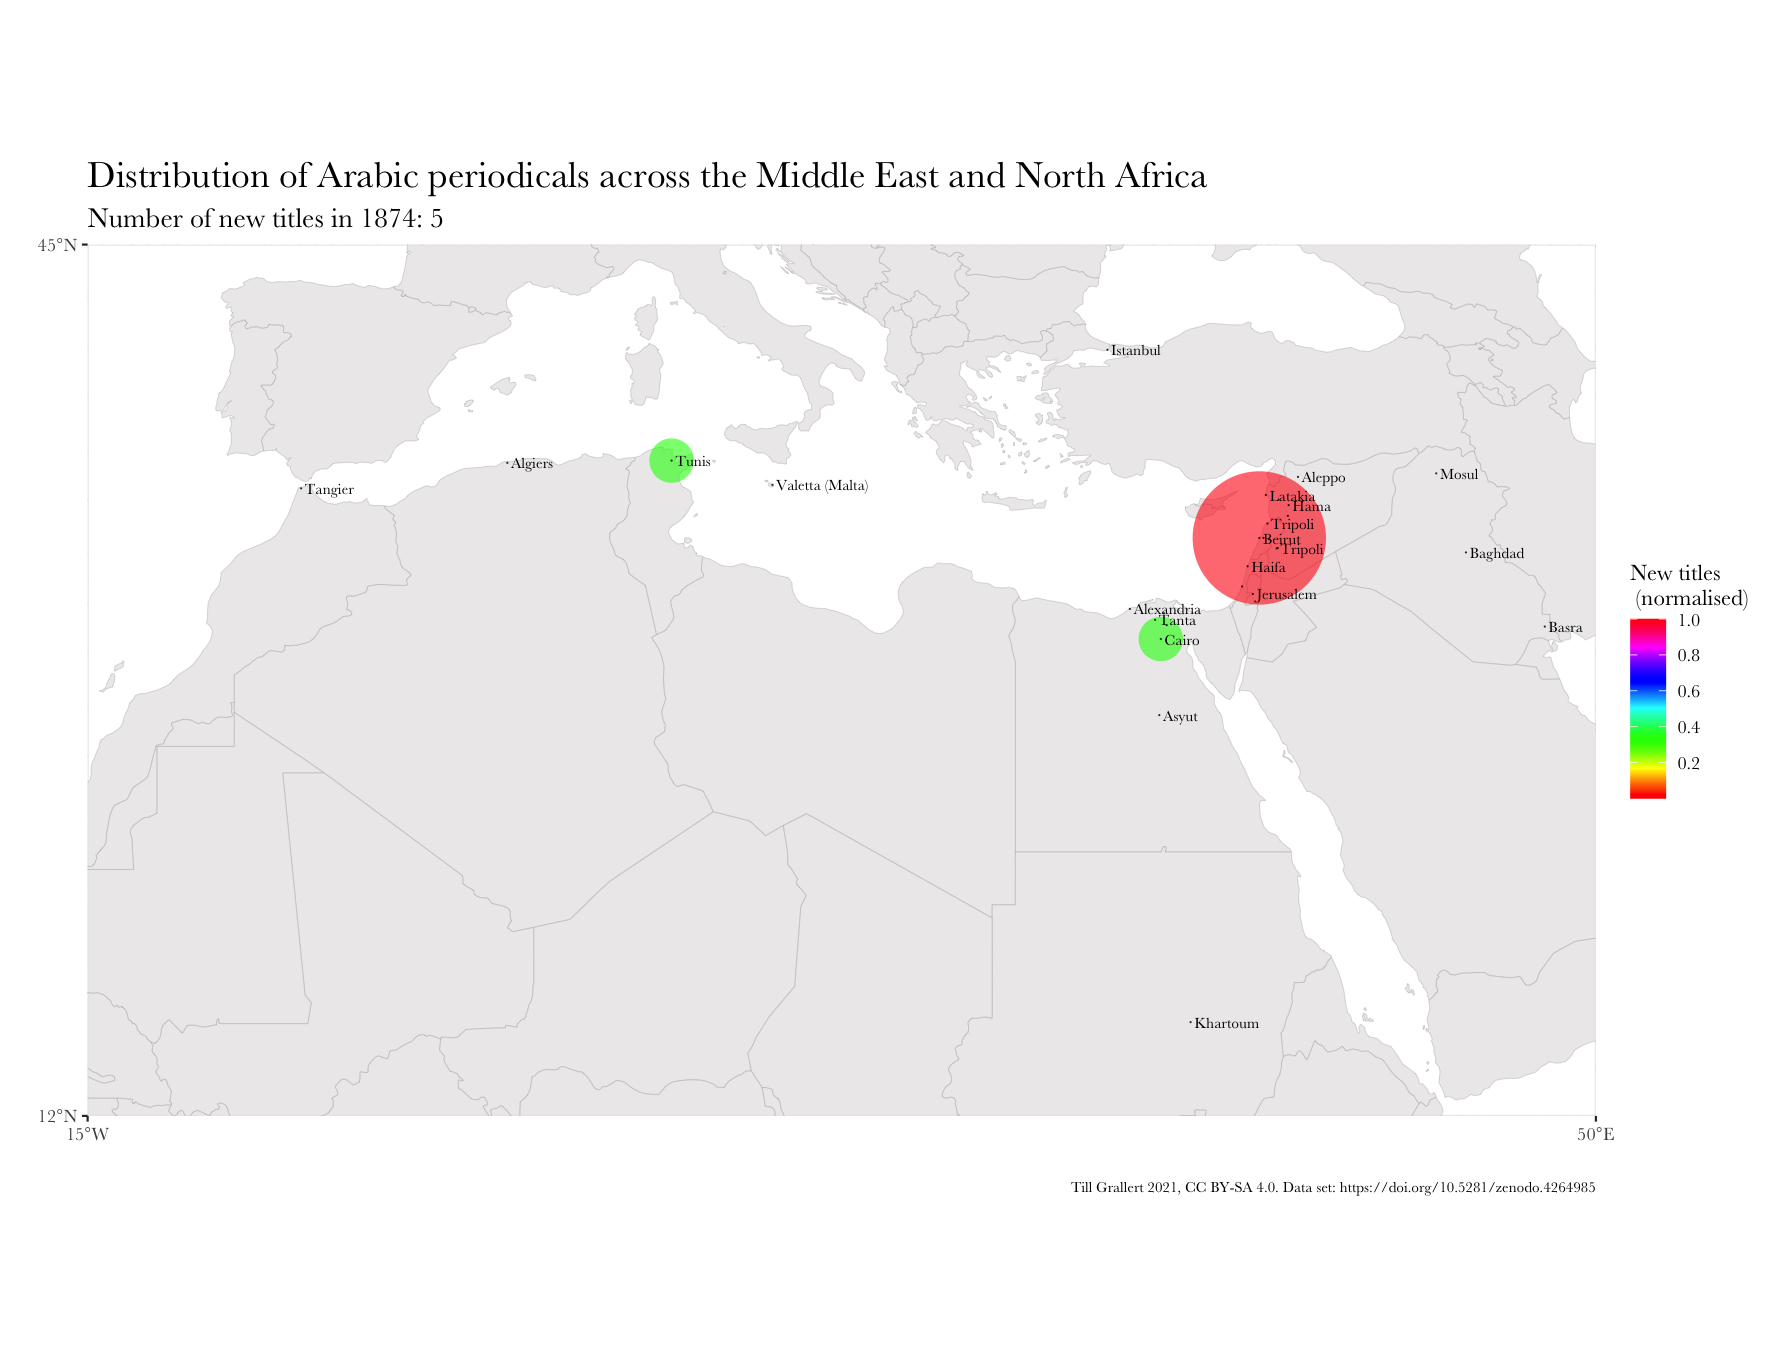 Distribution of Arabic periodicals across the Middle East and North Africa
Number of new titles in 1874: 5
45°N
Istanbul
Algiers
Tunis
Tangier
Valetta (Malta)
Aleppo
Mosul
Latakia
Hama
Tripoli
Beirut
Tripoli
Baghdad
Haifa
Jerusalem
Alexandria
Tanta
Cairo
Basra
Asyut
Khartoum
New titles
(normalised)
1.0
0.8
0.6
0.4
0.2
12°N
15°W
50°E
Till Grallert 2021, CC BY-SA 4.0. Data set: https://doi.org/10.5281/zenodo.4264985